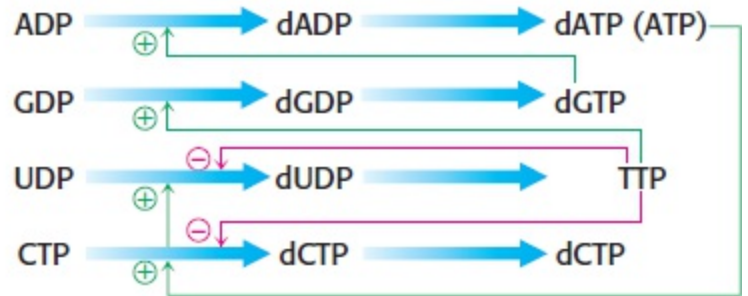 ADP dADP dATP (ATP)
⊕
GDP dGDP dGTP
⊕
⊖
UDP dUDP TTP
⊕
⊖
CTP dCTP dCTP
⊕